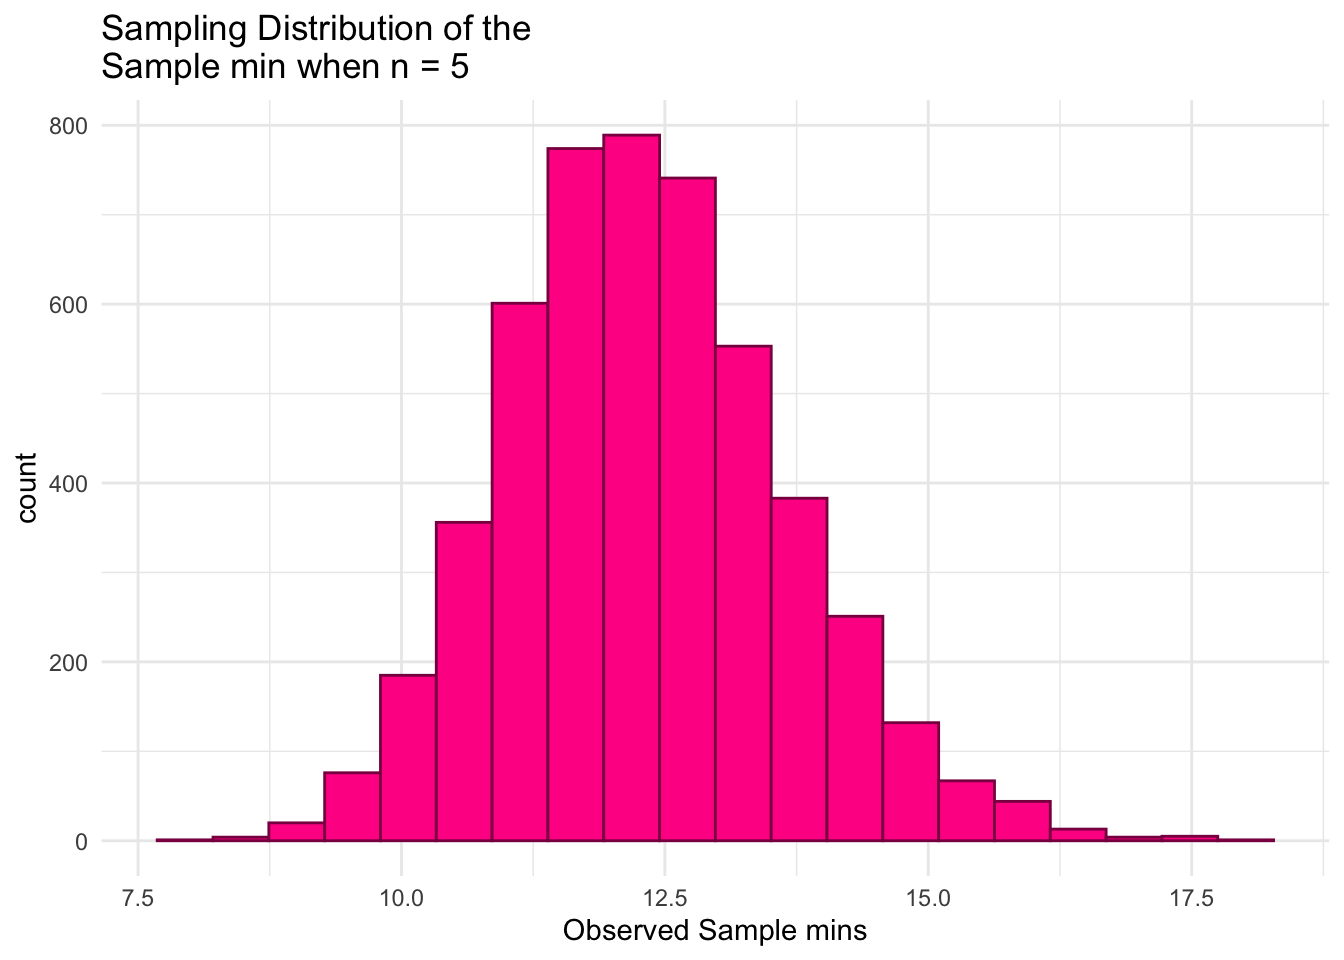 Sampling Distribution of the
Sample min when n = 5
800
600
400
200
0
count
7.5 10.0 12.5 15.0 17.5
Observed Sample mins